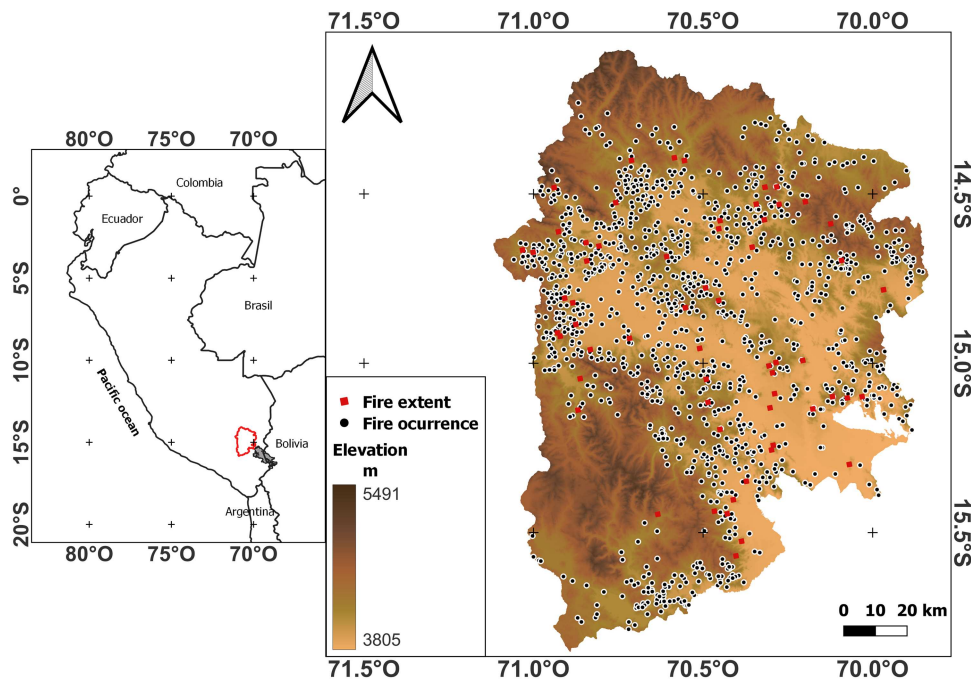 71.5°O 71.0°O 70.5°O 70.0°O
80°O 75°O 70°O
0°
5°S
10°S
15°S
20°S
Colombia
Ecuador
Brasil
Pacific ocean
Bolivia
Argentina
80°O 75°O 70°O
14.5°S
15.0°S
15.5°S
Fire extent
Fire ocurrence
Elevation
m
5491
3805
0 10 20 km
71.5°O 71.0°O 70.5°O 70.0°O